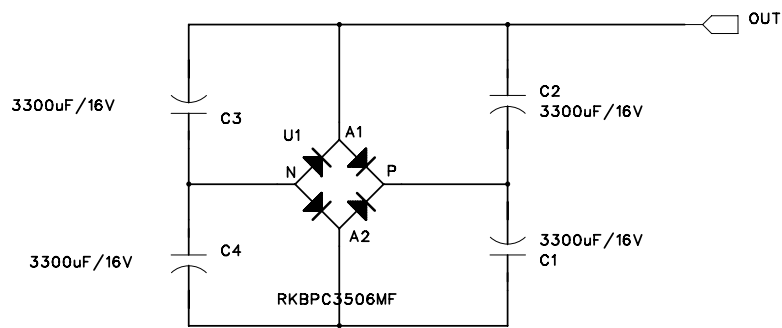 OUT
C2
3300uF/16V
3300uF/16V
C3
U1
A1
N
P
A2
C4
3300uF/16V
3300uF/16V
C1
RKBPC3506MF